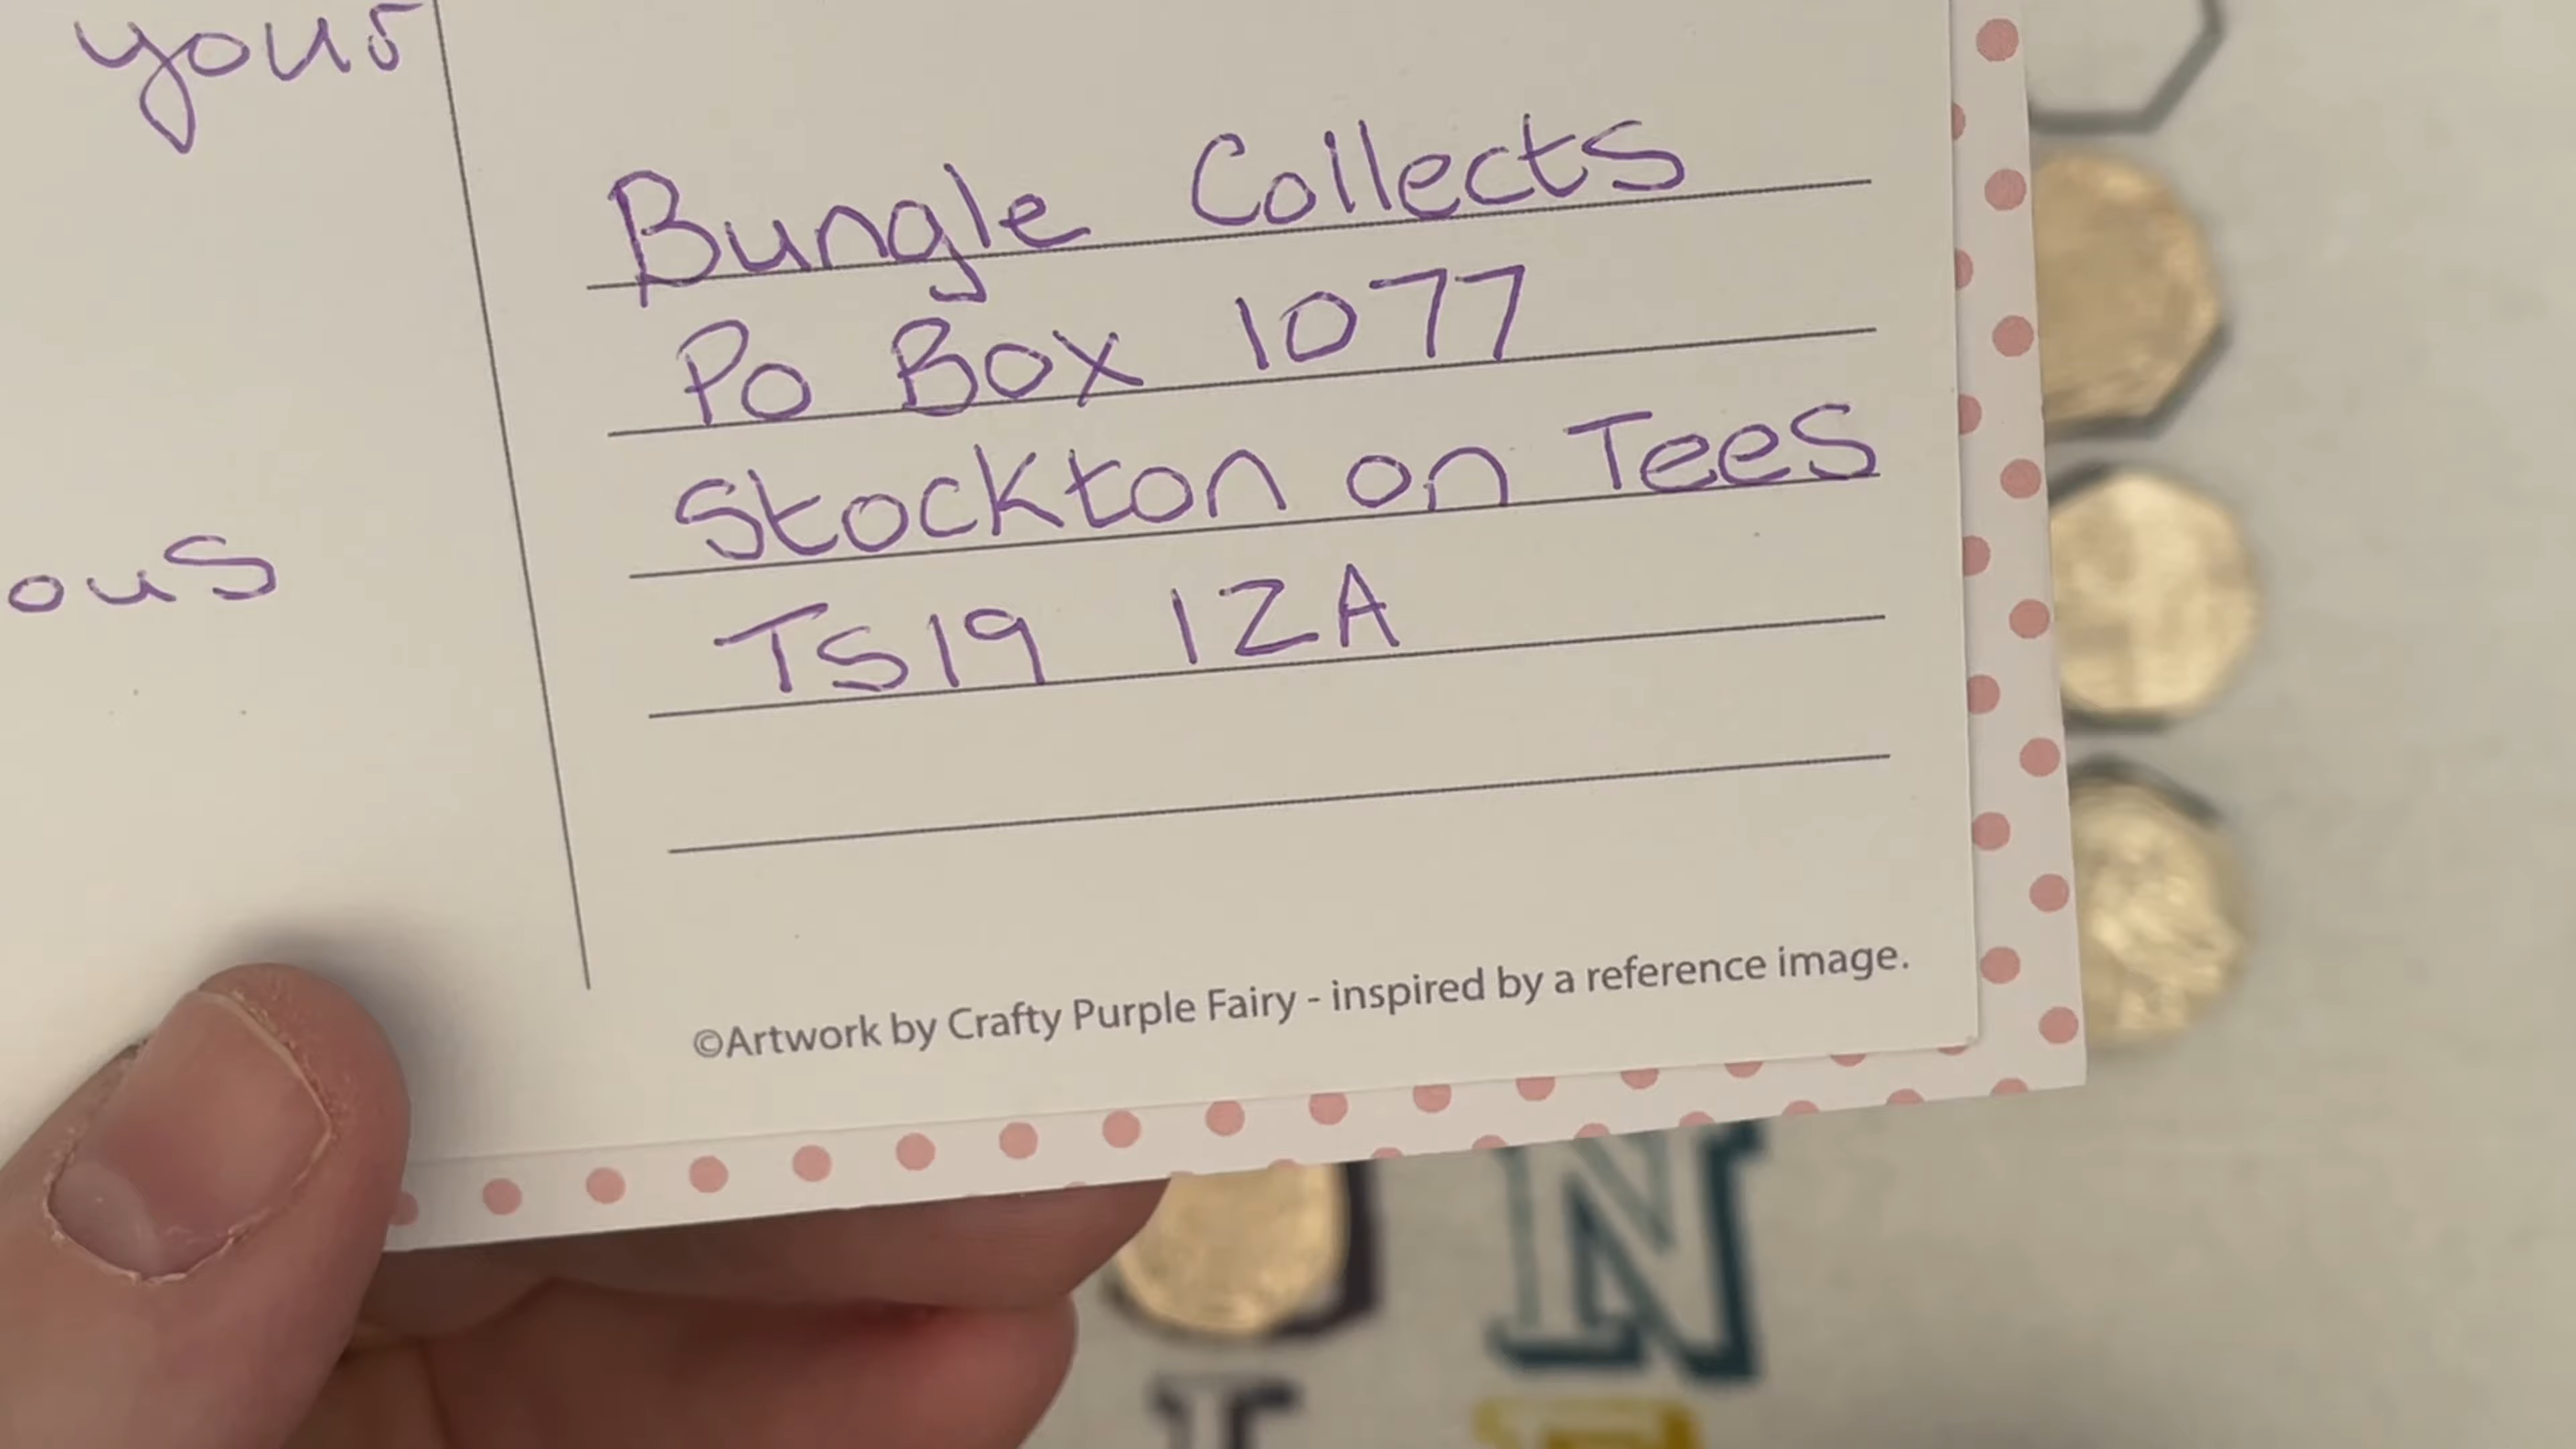 your
ous
Bungle Collects
Po Box 1077
Stockton on Tees
TS19 1ZA
©Artwork by Crafty Purple Fairy - inspired by a reference image.
N